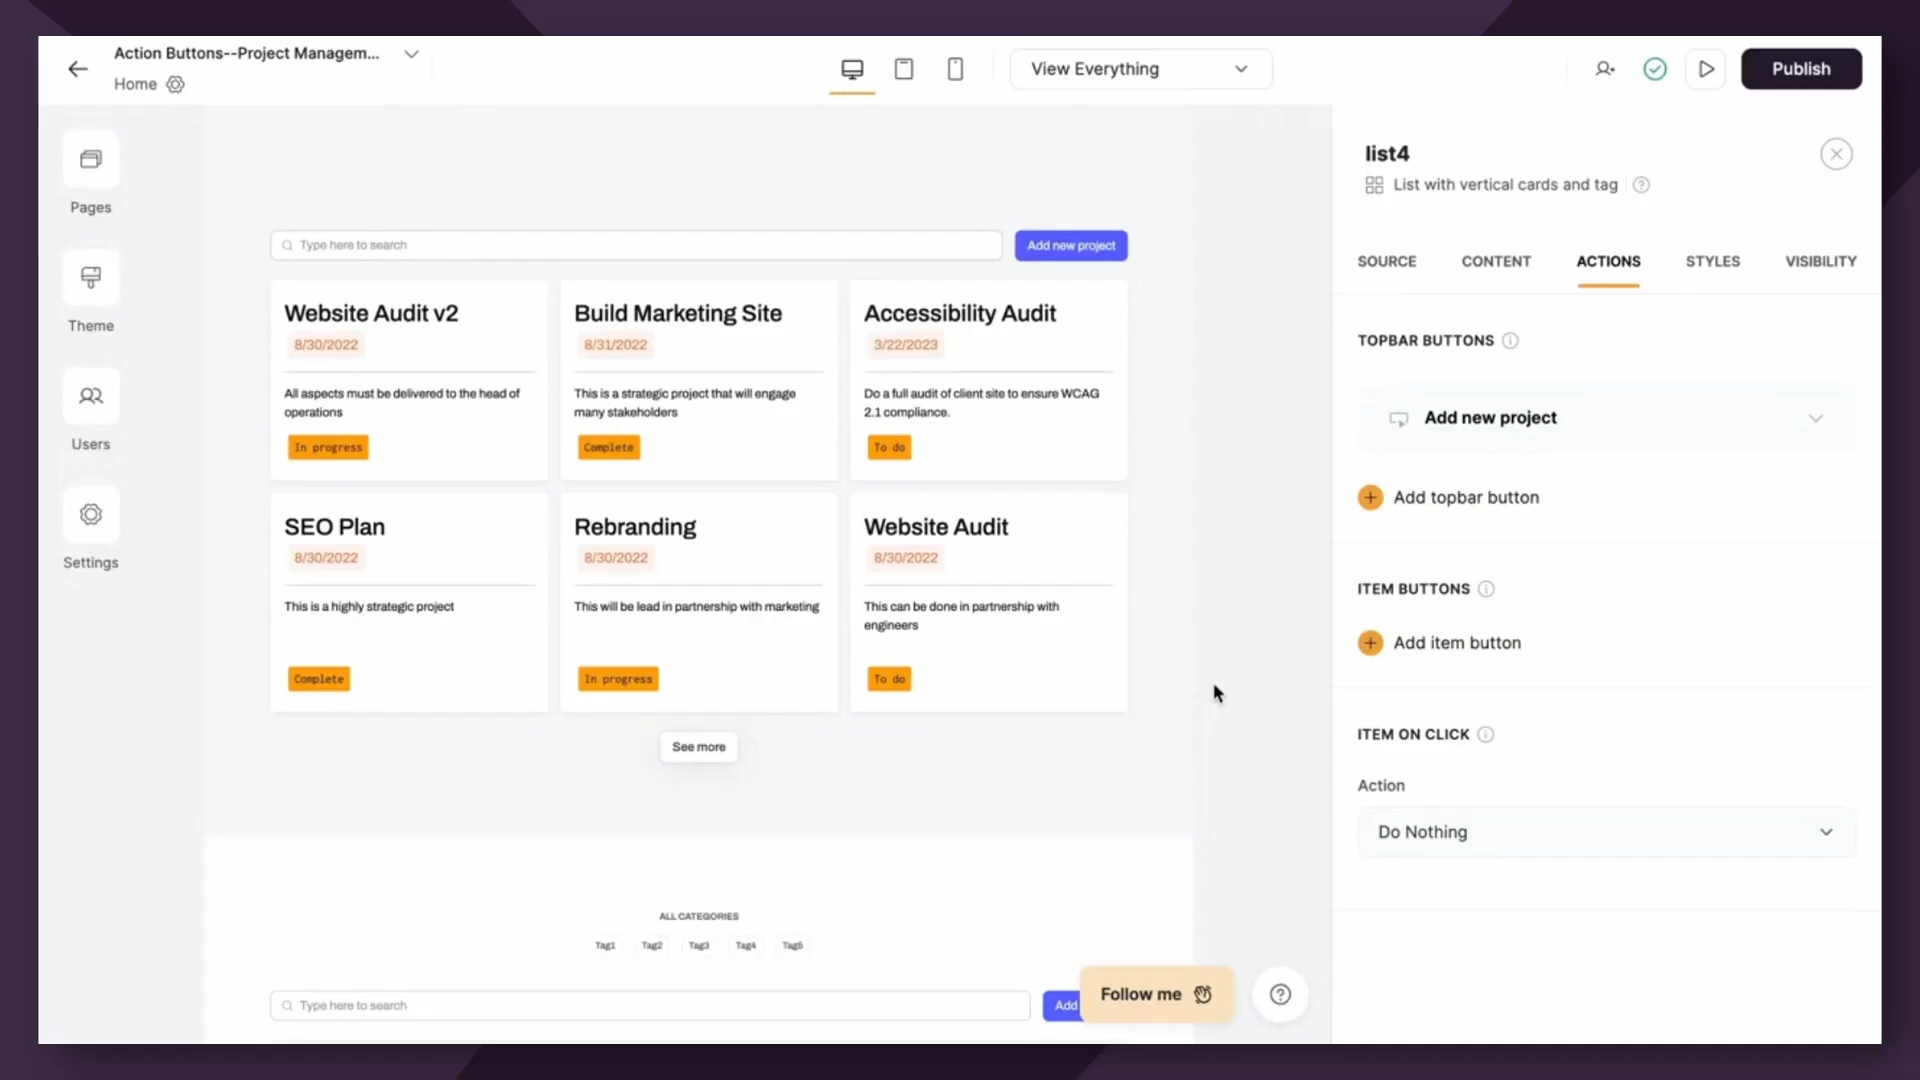 Action Buttons--Project Managem...
Home
View Everything
Publish
Pages
Theme
Users
Settings
Type here to search
Add new project
Website Audit v2
8/30/2022
All aspects must be delivered to the head of
operations
In progress
Build Marketing Site
8/31/2022
This is a strategic project that will engage
many stakeholders
Complete
Accessibility Audit
3/22/2023
Do a full audit of client site to ensure WCAG
2.1 compliance.
To do
SEO Plan
8/30/2022
This is a highly strategic project
Complete
Rebranding
8/30/2022
This will be lead in partnership with marketing
In progress
Website Audit
8/30/2022
This can be done in partnership with
engineers
To do
See more
ALL CATEGORIES
Tag1 Tag2 Tag3 Tag4 Tag5
Type here to search
Add
Follow me
list4
List with vertical cards and tag
SOURCE CONTENT ACTIONS STYLES VISIBILITY
TOPBAR BUTTONS
Add new project
Add topbar button
ITEM BUTTONS
Add item button
ITEM ON CLICK
Action
Do Nothing